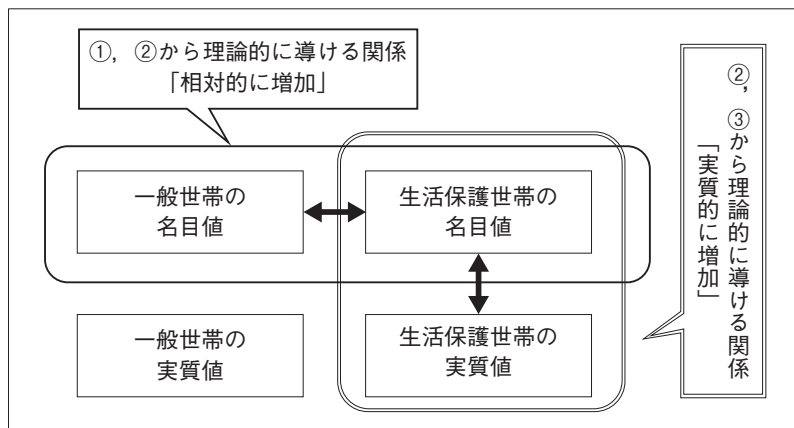 ①,②から理論的に導ける関係
「相対的に増加」
一般世帯の
名目値
生活保護世帯の
名目値
②,③から理論的に導ける関係
「実質的に増加」
一般世帯の
実質値
生活保護世帯の
実質値